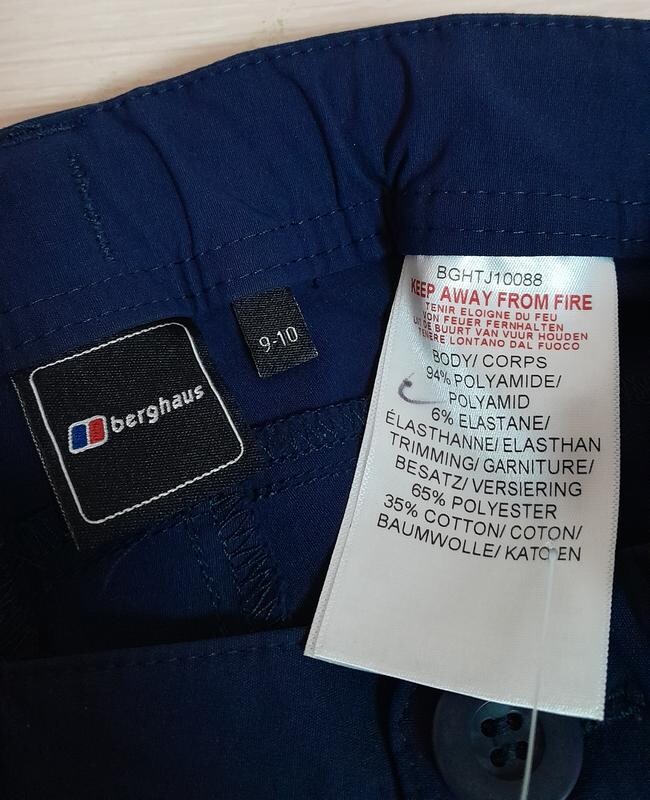 berghaus
9-10
BGHTJ10088
KEEP AWAY FROM FIRE
TENIR ELOIGNE DU FEU
VON FEUER FERNHALTEN
UIT DE BUURT VAN VUUR HOUDEN
TENERE LONTANO DAL FUOCO
BODY/ CORPS
94% POLYAMIDE/
POLYAMID
6% ELASTANE/
ÉLASTHANNE/ ELASTHAN
TRIMMING/ GARNITURE/
BESATZ/ VERSIERING
65% POLYESTER
35% COTTON/ COTON/
BAUMWOLLE/ KATOEN